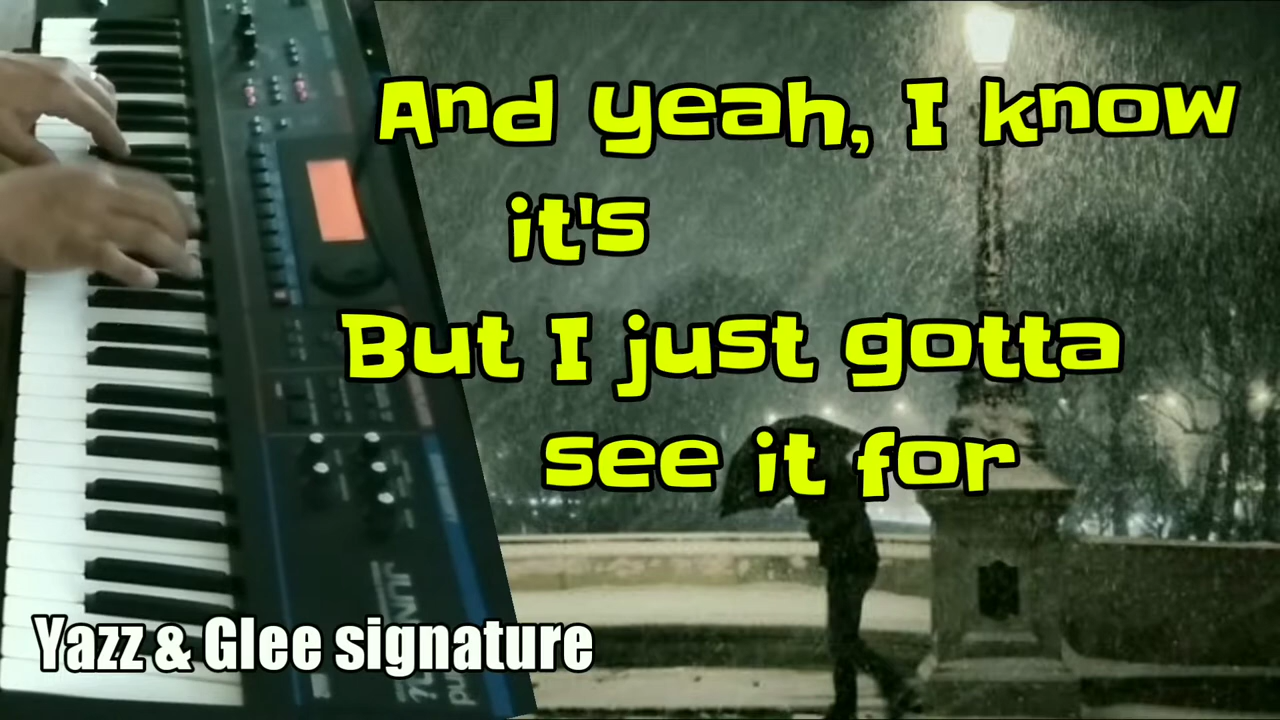 And yeah, I know
it's
But I just gotta
see it for
Yazz & Glee signature